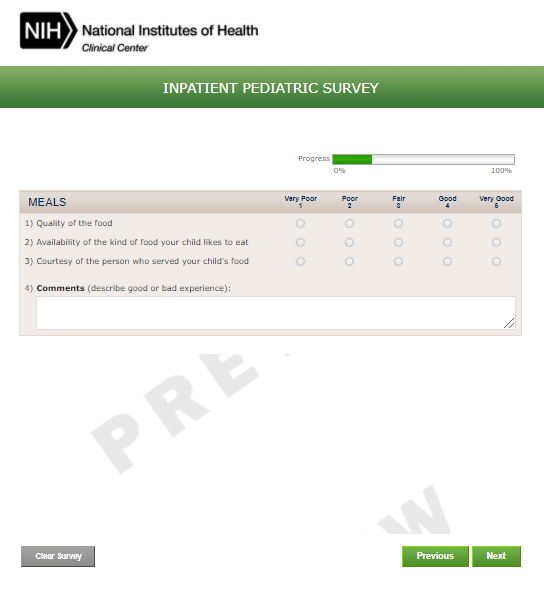 NIH National Institutes of Health
Clinical Center
INPATIENT PEDIATRIC SURVEY
Progress
0% 100%
MEALS Very Poor 1 Poor 2 Fair 3 Good 4 Very Good 5
1) Quality of the food
2) Availability of the kind of food your child likes to eat
3) Courtesy of the person who served your child's food
4) Comments (describe good or bad experience):
PRE W
Clear Survey Previous Next